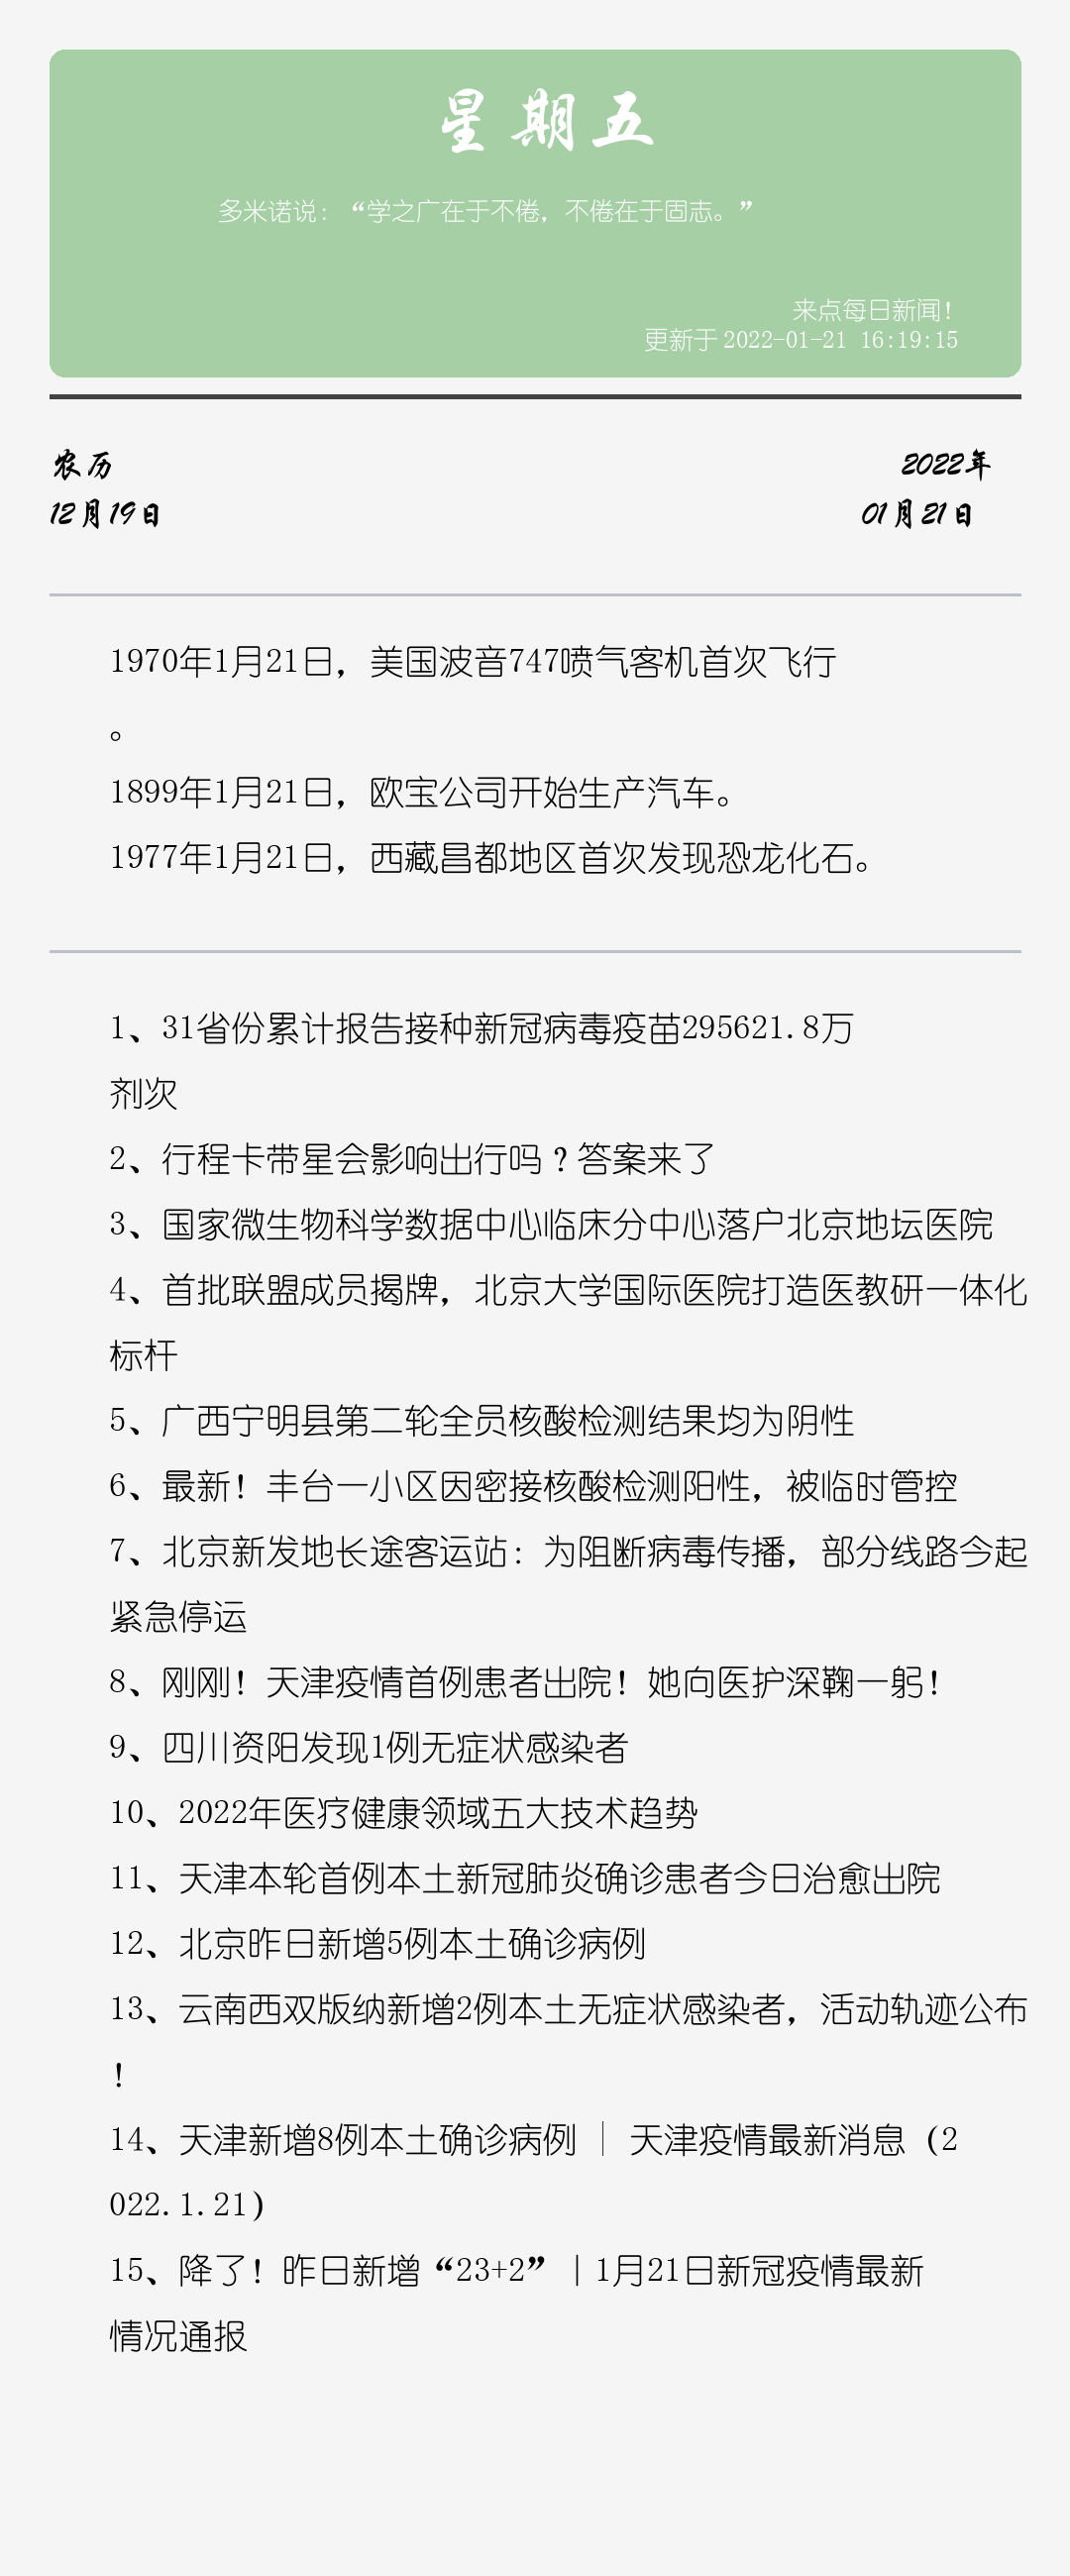 星期五
多米诺说：“学之广在于不倦，不倦在于固志。”
来点每日新闻！
更新于2022-01-21 16:19:15
农历
2022年
12月19日
01月21日
1970年1月21日，美国波音747喷气客机首次飞行
。
1899年1月21日，欧宝公司开始生产汽车。
1977年1月21日，西藏昌都地区首次发现恐龙化石。
1、31省份累计报告接种新冠病毒疫苗295621.8万
剂次
2、行程卡带星会影响出行吗？答案来了
3、国家微生物科学数据中心临床分中心落户北京地坛医院
4、首批联盟成员揭牌，北京大学国际医院打造医教研一体化
标杆
5、广西宁明县第二轮全员核酸检测结果均为阴性
6、最新！丰台一小区因密接核酸检测阳性，被临时管控
7、北京新发地长途客运站：为阻断病毒传播，部分线路今起
紧急停运
8、刚刚！天津疫情首例患者出院！她向医护深鞠一躬！
9、四川资阳发现1例无症状感染者
10、2022年医疗健康领域五大技术趋势
11、天津本轮首例本土新冠肺炎确诊患者今日治愈出院
12、北京昨日新增5例本土确诊病例
13、云南西双版纳新增2例本土无症状感染者，活动轨迹公布
！
14、天津新增8例本土确诊病例 │ 天津疫情最新消息（2
022.1.21）
15、降了！昨日新增“23+2”｜1月21日新冠疫情最新
情况通报